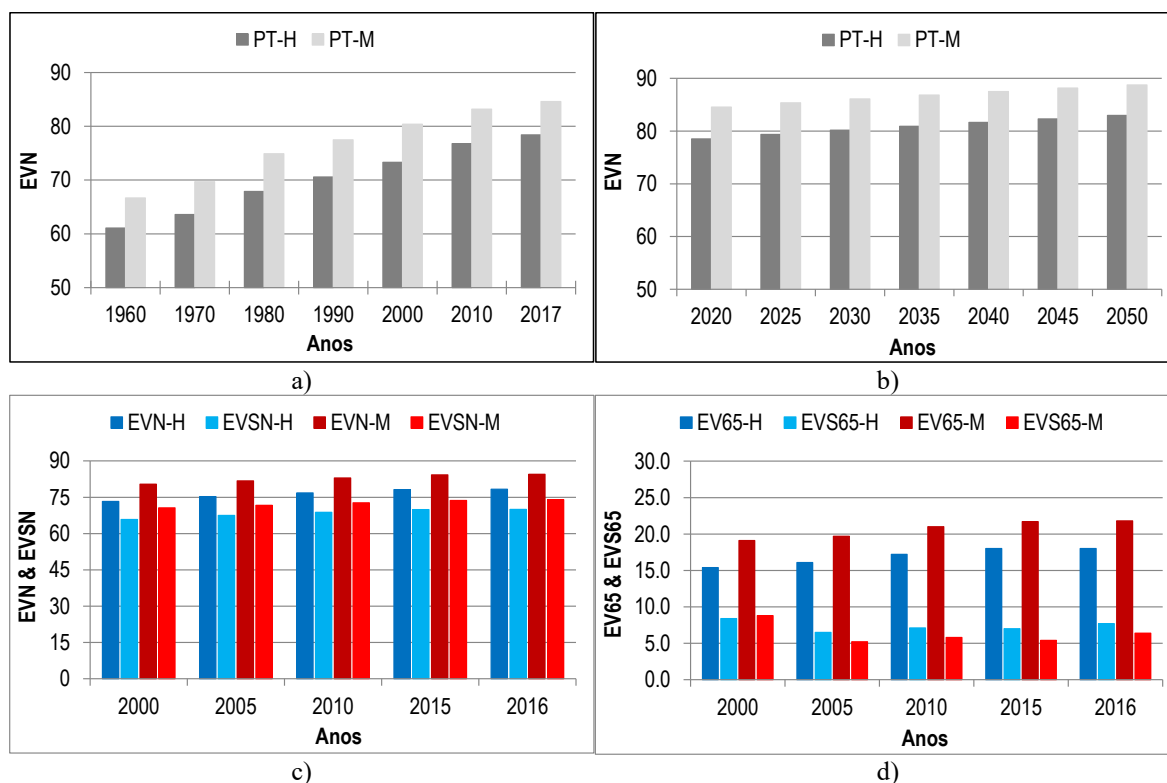 PT-H PT-M
EVN
90
80
70
60
50
1960 1970 1980 1990 2000 2010 2017
Anos
a)
PT-H PT-M
EVN
90
80
70
60
50
2020 2025 2030 2035 2040 2045 2050
Anos
b)
EVN-H EVSN-H EVN-M EVSN-M
EVN & EVSN
90
75
60
45
30
15
0
2000 2005 2010 2015 2016
Anos
c)
EV65-H EVS65-H EV65-M EVS65-M
EV65 & EVS65
30.0
25.0
20.0
15.0
10.0
5.0
0.0
2000 2005 2010 2015 2016
Anos
d)